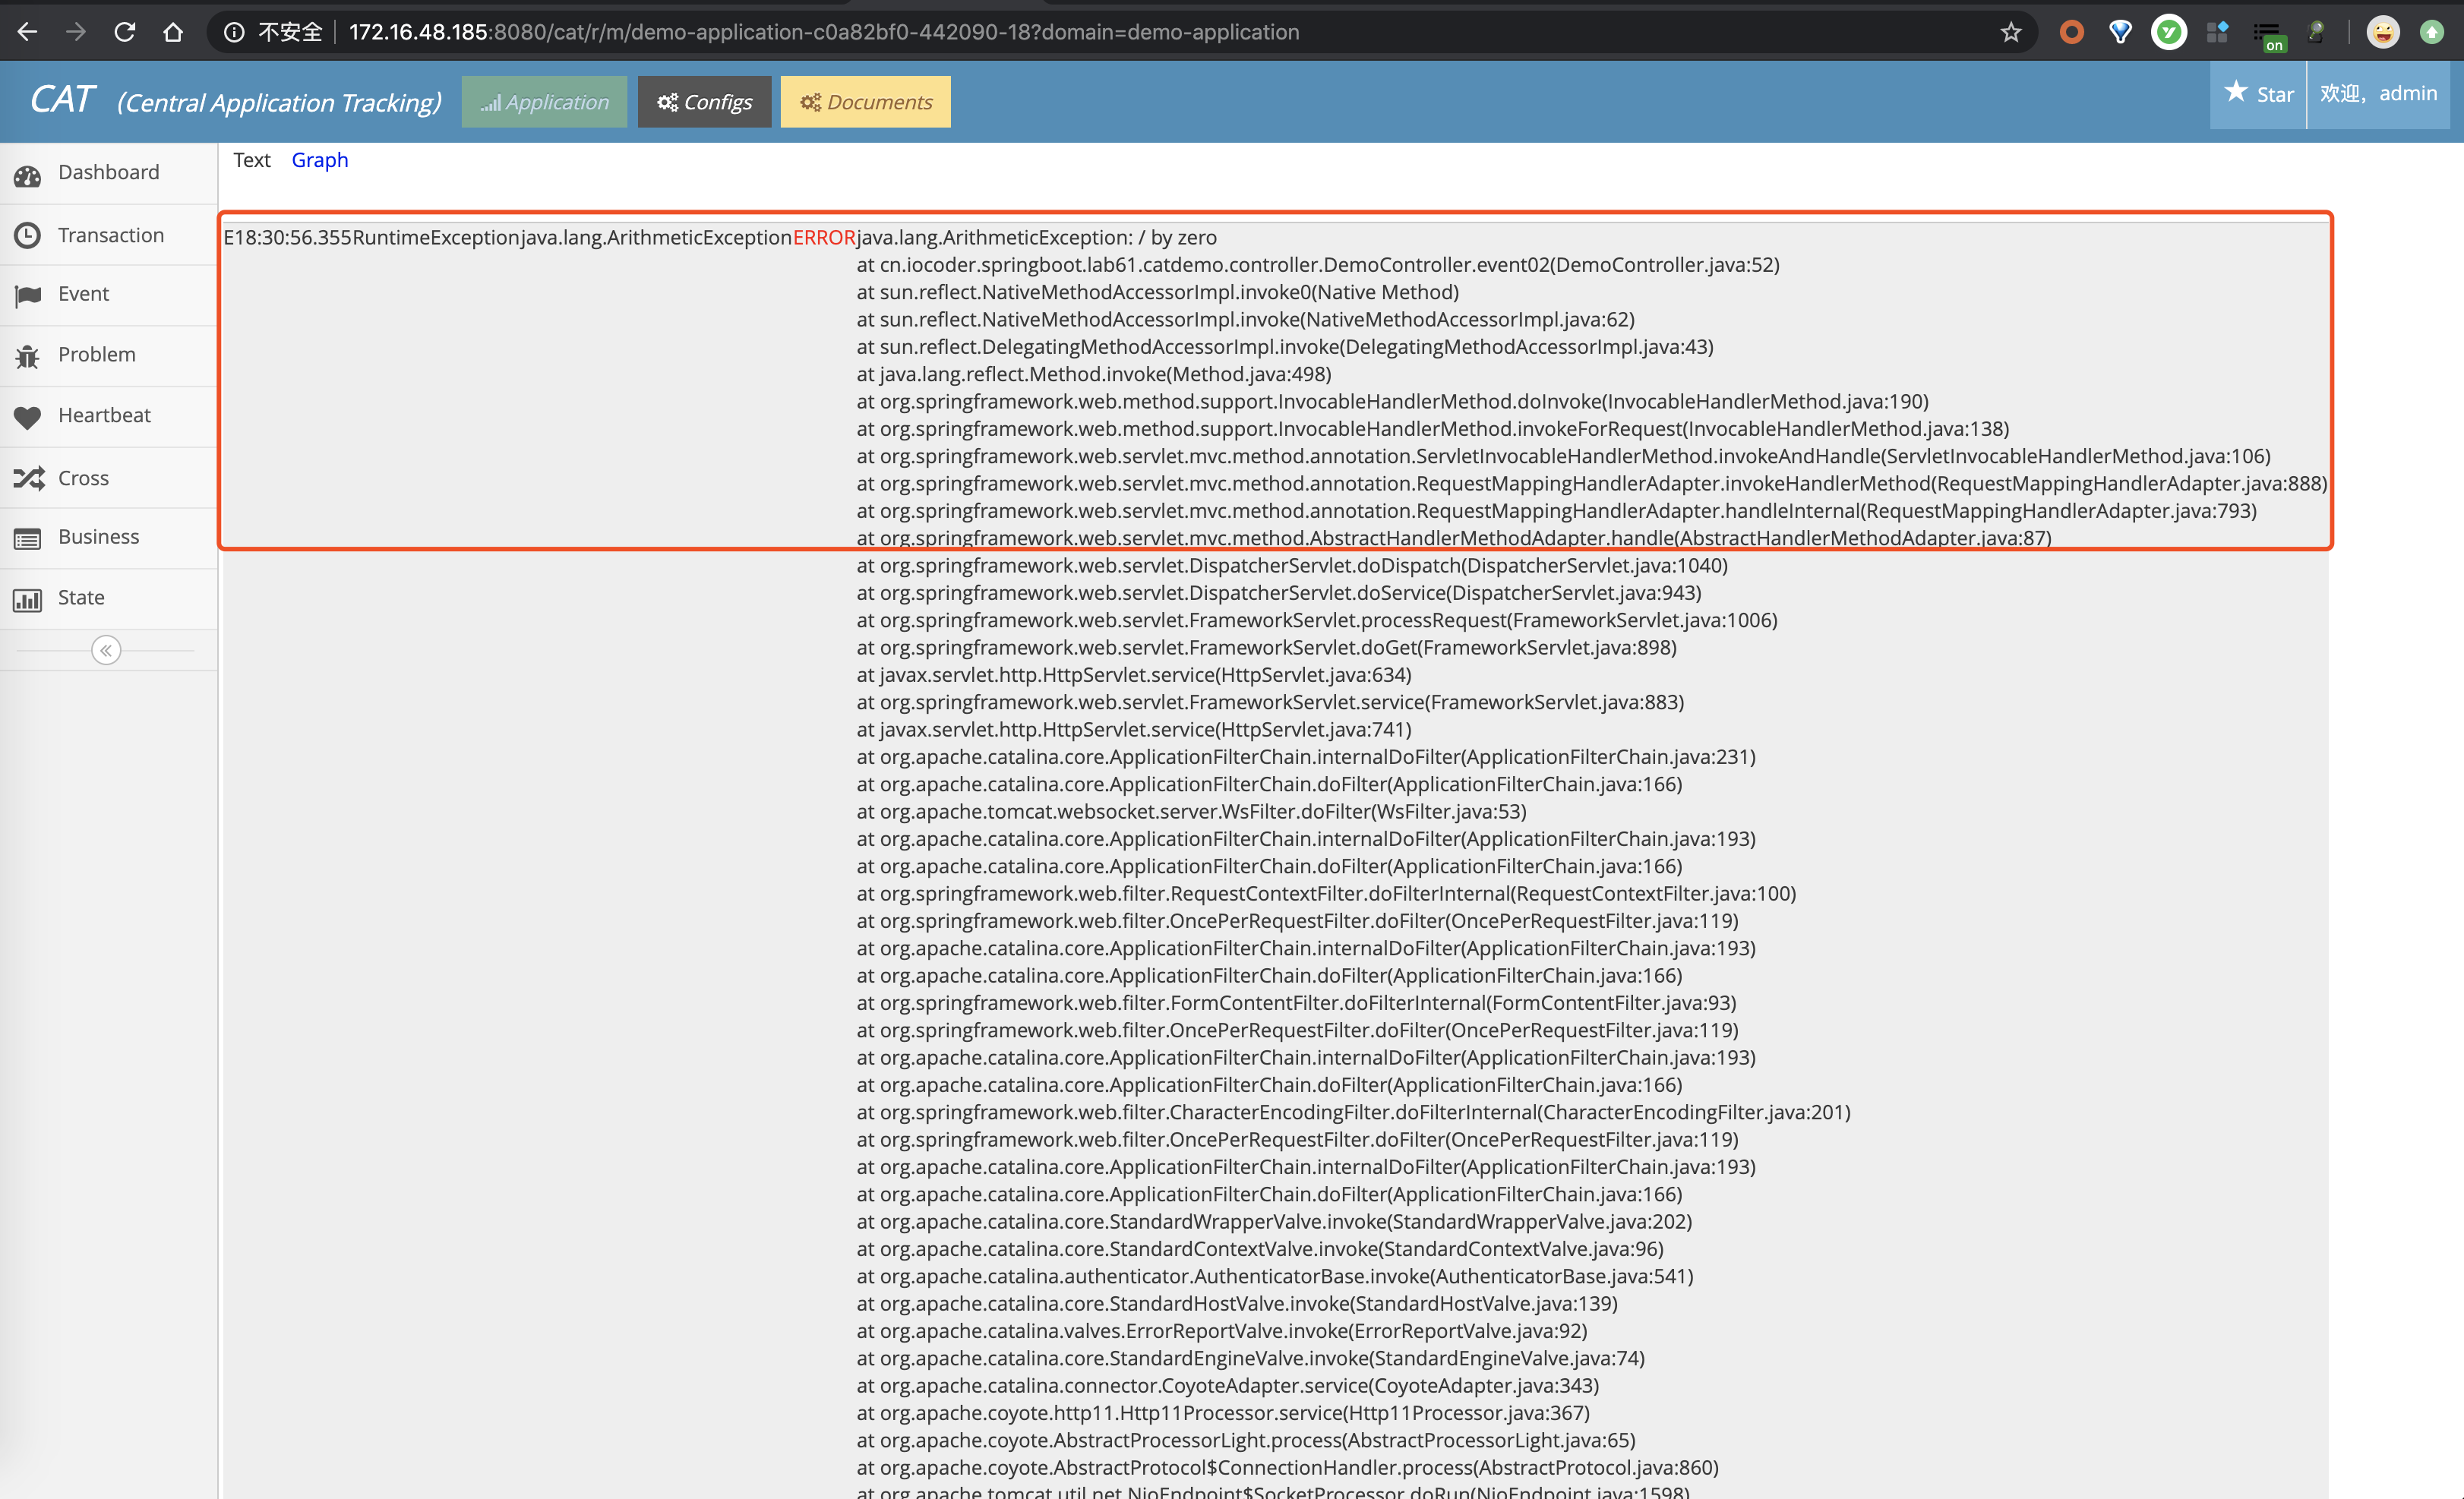 不安全 172.16.48.185:8080/cat/r/m/demo-application-c0a82bf0-442090-18?domain=demo-application
on
CAT (Central Application Tracking) Application Configs Documents Star 欢迎，admin
Text Graph
Dashboard
Transaction
Event
Problem
Heartbeat
Cross
Business
State
E18:30:56.355RuntimeExceptionjava.lang.ArithmeticExceptionERRORjava.lang.ArithmeticException: / by zero
at cn.iocoder.springboot.lab61.catdemo.controller.DemoController.event02(DemoController.java:52)
at sun.reflect.NativeMethodAccessorImpl.invoke0(Native Method)
at sun.reflect.NativeMethodAccessorImpl.invoke(NativeMethodAccessorImpl.java:62)
at sun.reflect.DelegatingMethodAccessorImpl.invoke(DelegatingMethodAccessorImpl.java:43)
at java.lang.reflect.Method.invoke(Method.java:498)
at org.springframework.web.method.support.InvocableHandlerMethod.doInvoke(InvocableHandlerMethod.java:190)
at org.springframework.web.method.support.InvocableHandlerMethod.invokeForRequest(InvocableHandlerMethod.java:138)
at org.springframework.web.servlet.mvc.method.annotation.ServletInvocableHandlerMethod.invokeAndHandle(ServletInvocableHandlerMethod.java:106)
at org.springframework.web.servlet.mvc.method.annotation.RequestMappingHandlerAdapter.invokeHandlerMethod(RequestMappingHandlerAdapter.java:888)
at org.springframework.web.servlet.mvc.method.annotation.RequestMappingHandlerAdapter.handleInternal(RequestMappingHandlerAdapter.java:793)
at org.springframework.web.servlet.mvc.method.AbstractHandlerMethodAdapter.handle(AbstractHandlerMethodAdapter.java:87)
at org.springframework.web.servlet.DispatcherServlet.doDispatch(DispatcherServlet.java:1040)
at org.springframework.web.servlet.DispatcherServlet.doService(DispatcherServlet.java:943)
at org.springframework.web.servlet.FrameworkServlet.processRequest(FrameworkServlet.java:1006)
at org.springframework.web.servlet.FrameworkServlet.doGet(FrameworkServlet.java:898)
at javax.servlet.http.HttpServlet.service(HttpServlet.java:634)
at org.springframework.web.servlet.FrameworkServlet.service(FrameworkServlet.java:883)
at javax.servlet.http.HttpServlet.service(HttpServlet.java:741)
at org.apache.catalina.core.ApplicationFilterChain.internalDoFilter(ApplicationFilterChain.java:231)
at org.apache.catalina.core.ApplicationFilterChain.doFilter(ApplicationFilterChain.java:166)
at org.apache.tomcat.websocket.server.WsFilter.doFilter(WsFilter.java:53)
at org.apache.catalina.core.ApplicationFilterChain.internalDoFilter(ApplicationFilterChain.java:193)
at org.apache.catalina.core.ApplicationFilterChain.doFilter(ApplicationFilterChain.java:166)
at org.springframework.web.filter.RequestContextFilter.doFilterInternal(RequestContextFilter.java:100)
at org.springframework.web.filter.OncePerRequestFilter.doFilter(OncePerRequestFilter.java:119)
at org.apache.catalina.core.ApplicationFilterChain.internalDoFilter(ApplicationFilterChain.java:193)
at org.apache.catalina.core.ApplicationFilterChain.doFilter(ApplicationFilterChain.java:166)
at org.springframework.web.filter.FormContentFilter.doFilterInternal(FormContentFilter.java:93)
at org.springframework.web.filter.OncePerRequestFilter.doFilter(OncePerRequestFilter.java:119)
at org.apache.catalina.core.ApplicationFilterChain.internalDoFilter(ApplicationFilterChain.java:193)
at org.apache.catalina.core.ApplicationFilterChain.doFilter(ApplicationFilterChain.java:166)
at org.springframework.web.filter.CharacterEncodingFilter.doFilterInternal(CharacterEncodingFilter.java:201)
at org.springframework.web.filter.OncePerRequestFilter.doFilter(OncePerRequestFilter.java:119)
at org.apache.catalina.core.ApplicationFilterChain.internalDoFilter(ApplicationFilterChain.java:193)
at org.apache.catalina.core.ApplicationFilterChain.doFilter(ApplicationFilterChain.java:166)
at org.apache.catalina.core.StandardWrapperValve.invoke(StandardWrapperValve.java:202)
at org.apache.catalina.core.StandardContextValve.invoke(StandardContextValve.java:96)
at org.apache.catalina.authenticator.AuthenticatorBase.invoke(AuthenticatorBase.java:541)
at org.apache.catalina.core.StandardHostValve.invoke(StandardHostValve.java:139)
at org.apache.catalina.valves.ErrorReportValve.invoke(ErrorReportValve.java:92)
at org.apache.catalina.core.StandardEngineValve.invoke(StandardEngineValve.java:74)
at org.apache.catalina.connector.CoyoteAdapter.service(CoyoteAdapter.java:343)
at org.apache.coyote.http11.Http11Processor.service(Http11Processor.java:367)
at org.apache.coyote.AbstractProcessorLight.process(AbstractProcessorLight.java:65)
at org.apache.coyote.AbstractProtocol$ConnectionHandler.process(AbstractProtocol.java:860)
at org.apache.tomcat.util.net.NioEndpoint$SocketProcessor.doRun(NioEndpoint.java:1598)